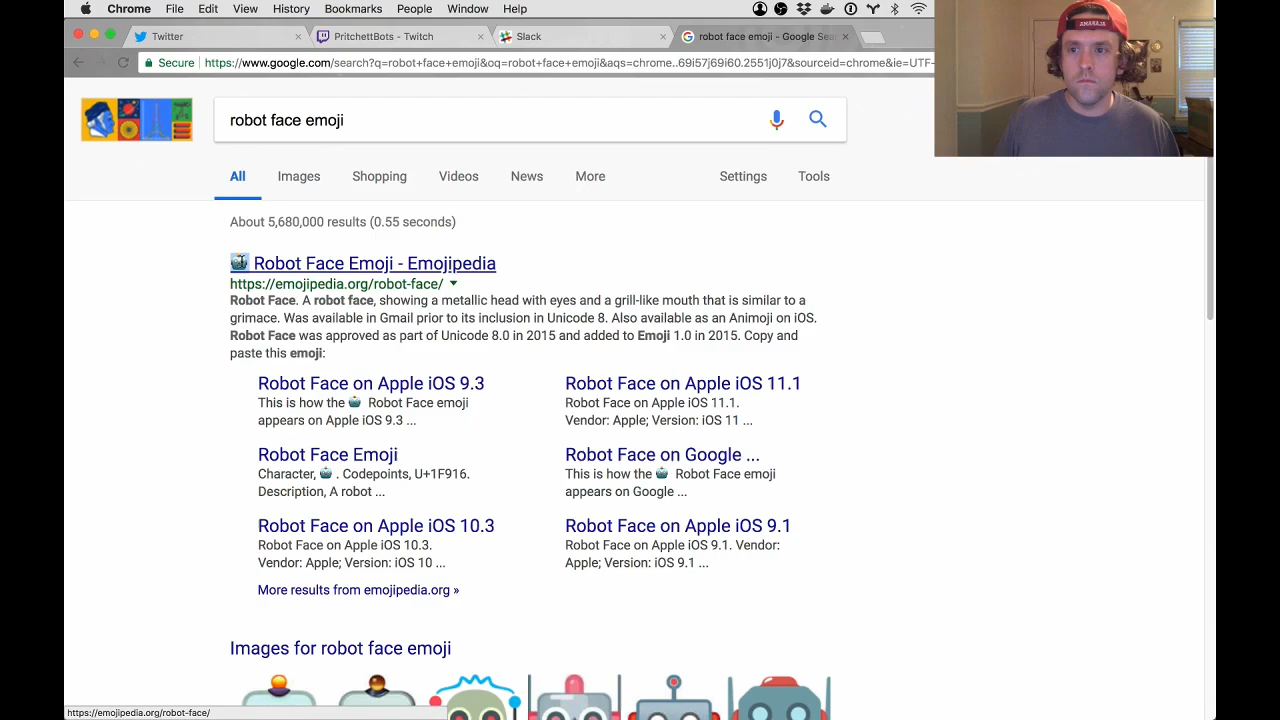 Chrome File Edit View History Bookmarks People Window Help
Twitter
PritchettBots - Twitch
Slack
robot face emoji - Google Sea
Secure
https://www.google.com/search?q=robot+face+emoji&oq=robot+face+emoji&aqs=chrome..69i57j69i60.2551j0j7&sourceid=chrome&ie=UTF-
AMARAJA
robot face emoji
All Images Shopping Videos News More Settings Tools
About 5,680,000 results (0.55 seconds)
Robot Face Emoji - Emojipedia
https://emojipedia.org/robot-face/
Robot Face. A robot face, showing a metallic head with eyes and a grill-like mouth that is similar to a
grimace. Was available in Gmail prior to its inclusion in Unicode 8. Also available as an Animoji on iOS.
Robot Face was approved as part of Unicode 8.0 in 2015 and added to Emoji 1.0 in 2015. Copy and
paste this emoji:
Robot Face on Apple iOS 9.3
This is how the 🤖 Robot Face emoji
appears on Apple iOS 9.3 ...
Robot Face on Apple iOS 11.1
Robot Face on Apple iOS 11.1.
Vendor: Apple; Version: iOS 11 ...
Robot Face Emoji
Character, 🤖 . Codepoints, U+1F916.
Description, A robot ...
Robot Face on Google ...
This is how the 🤖 Robot Face emoji
appears on Google ...
Robot Face on Apple iOS 10.3
Robot Face on Apple iOS 10.3.
Vendor: Apple; Version: iOS 10 ...
Robot Face on Apple iOS 9.1
Robot Face on Apple iOS 9.1. Vendor:
Apple; Version: iOS 9.1 ...
More results from emojipedia.org »
Images for robot face emoji
https://emojipedia.org/robot-face/